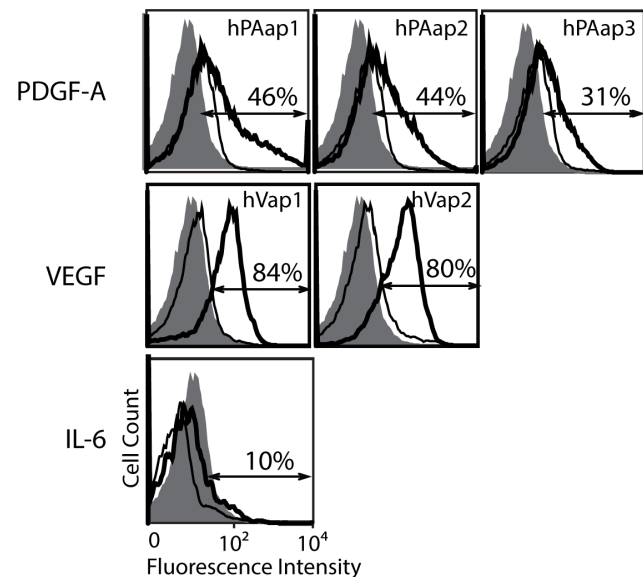 hPAap1 hPAap2 hPAap3
PDGF-A 46% 44% 31%
hVap1 hVap2
VEGF 84% 80%
IL-6 10%
Cell Count
0 10² 10⁴
Fluorescence Intensity